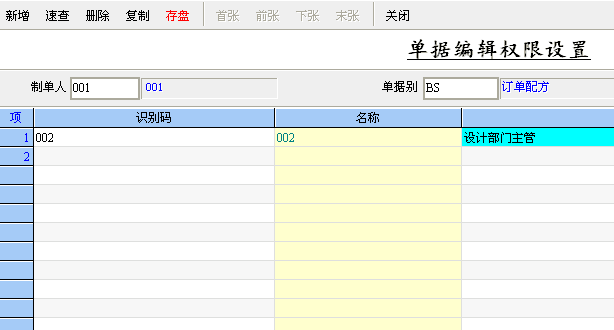 新增 速查 删除 复制 存盘 首张 前张 下张 末张 关闭
单据编辑权限设置
制单人 001 001 单据别 BS 订单配方
项 识别码 名称
1 002 002 设计部门主管
2